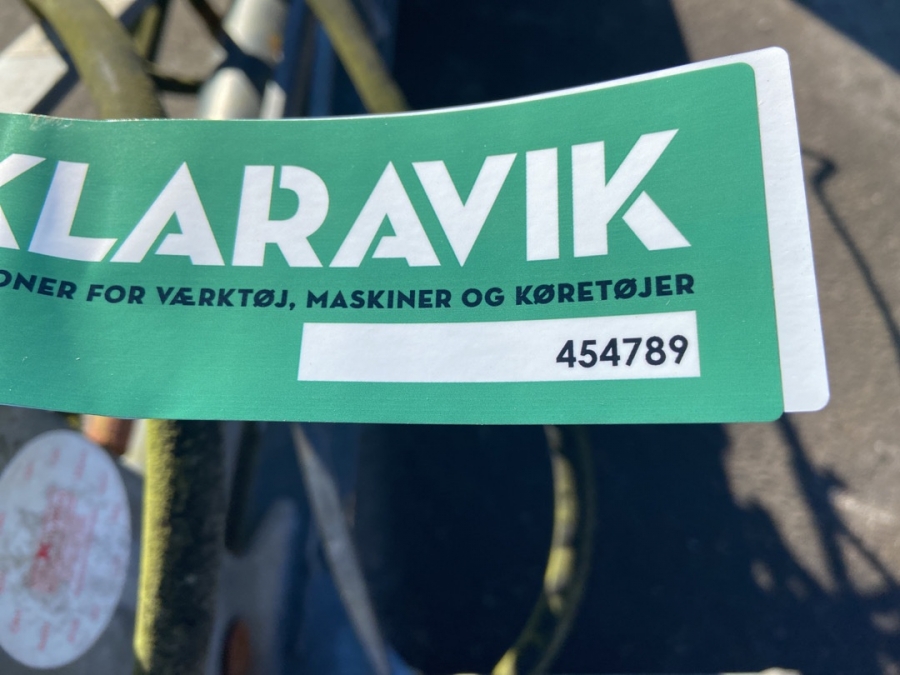 KLARAVIK
ONER FOR VÆRKTØJ, MASKINER OG KØRETØJER
454789